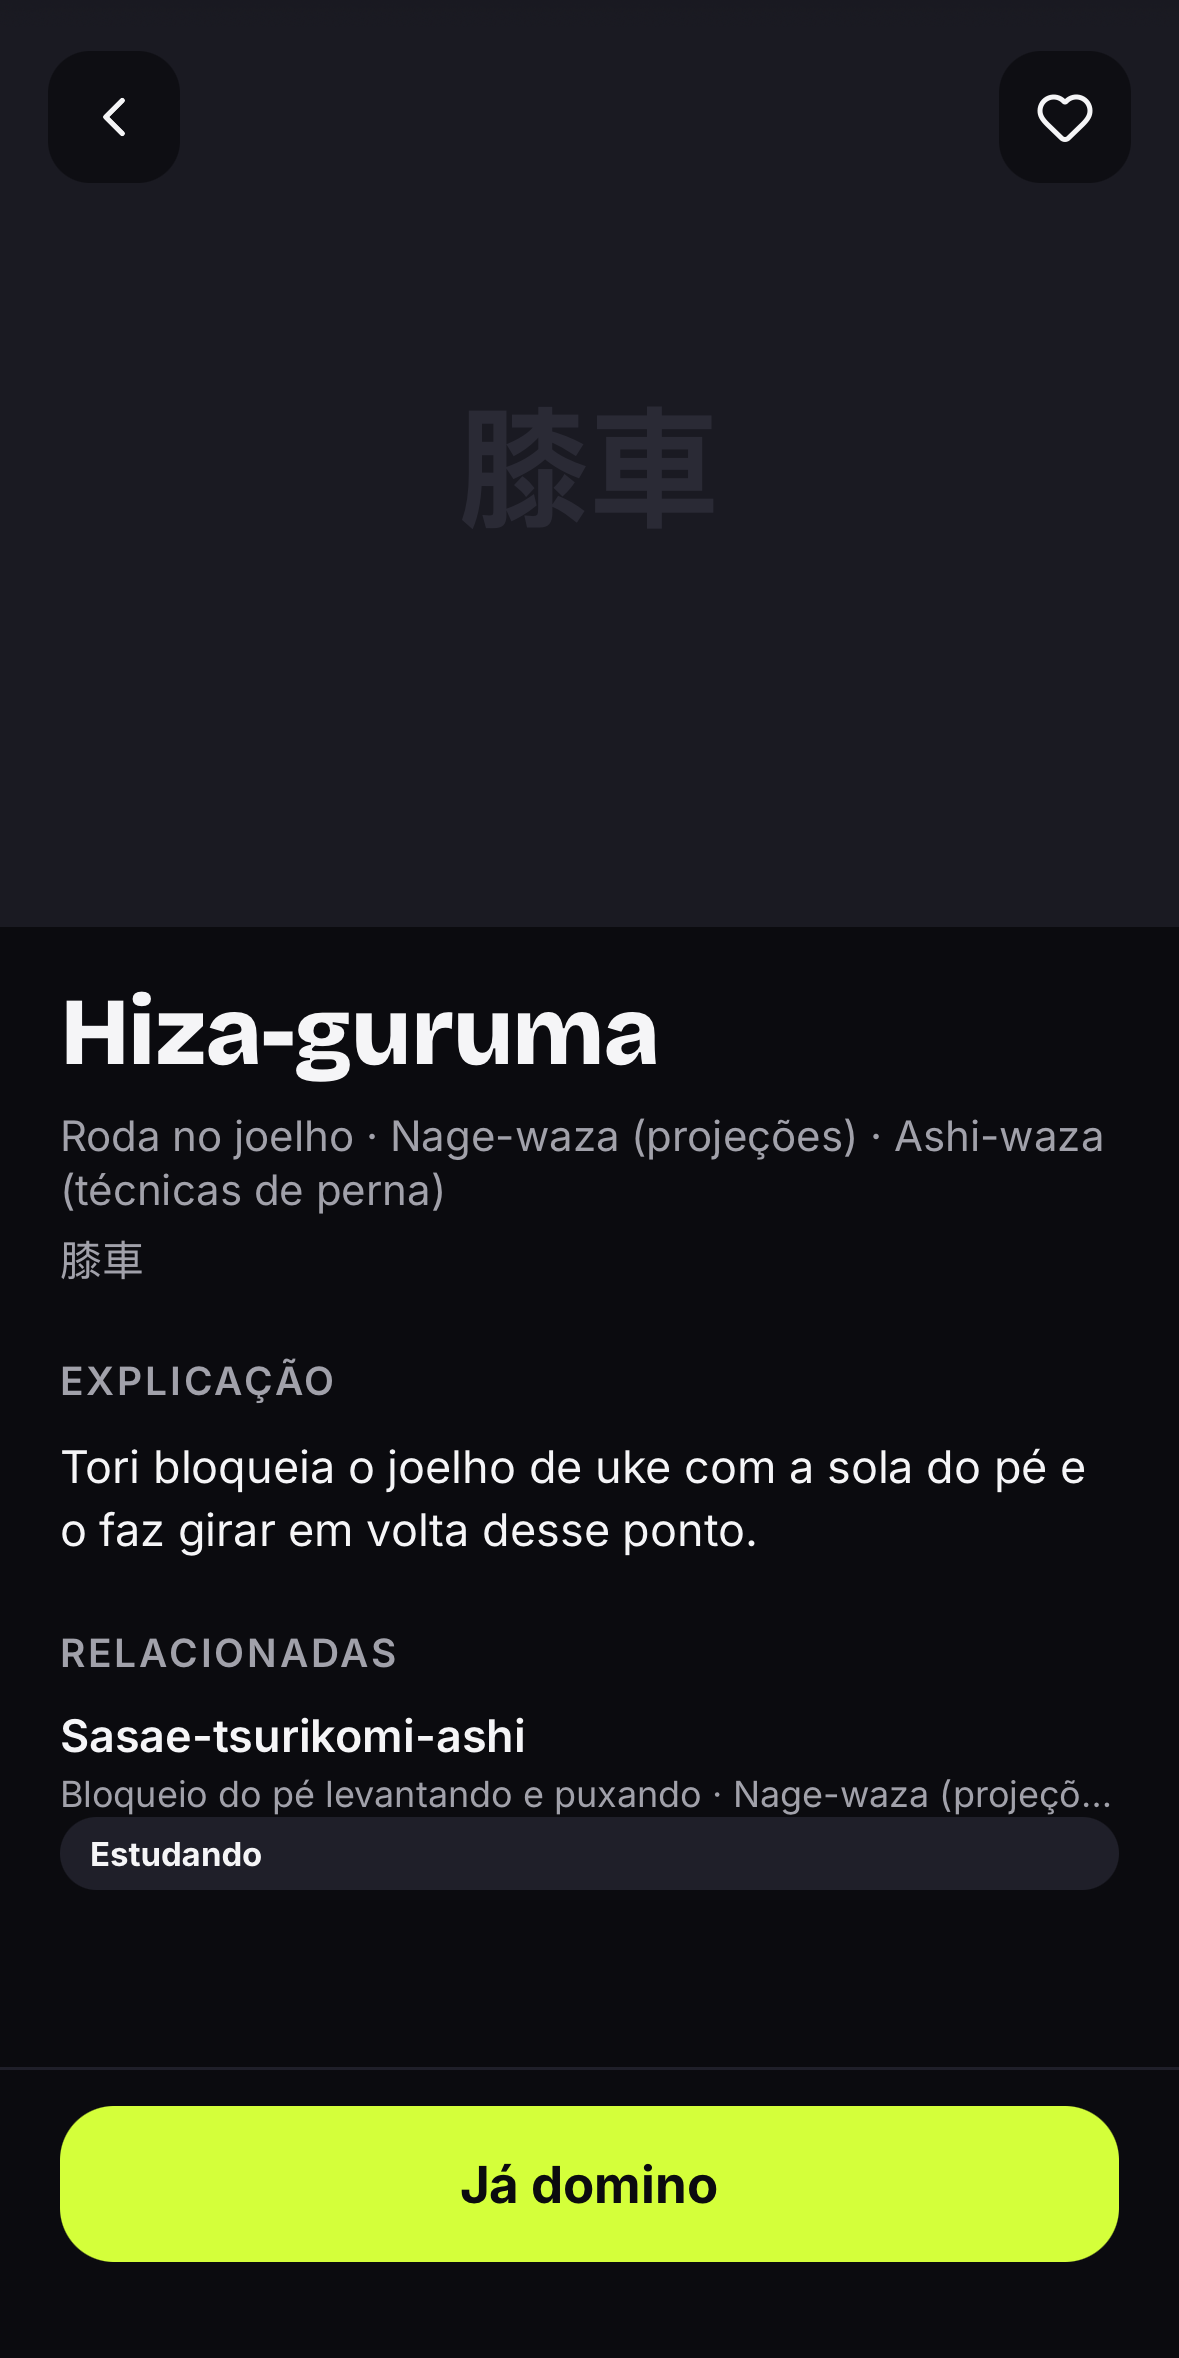 膝車
Hiza-guruma
Roda no joelho · Nage-waza (projeções) · Ashi-waza
(técnicas de perna)
膝車
EXPLICAÇÃO
Tori bloqueia o joelho de uke com a sola do pé e
o faz girar em volta desse ponto.
RELACIONADAS
Sasae-tsurikomi-ashi
Bloqueio do pé levantando e puxando · Nage-waza (projeçõ...
Estudando
Já domino